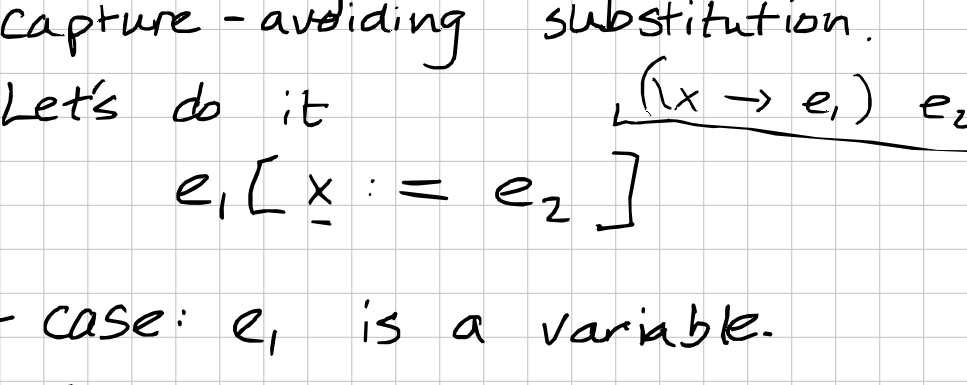 capture-avoiding substitution.
Let's do it (\x → e₁) e₂
e₁[x := e₂]
- case: e₁ is a variable.